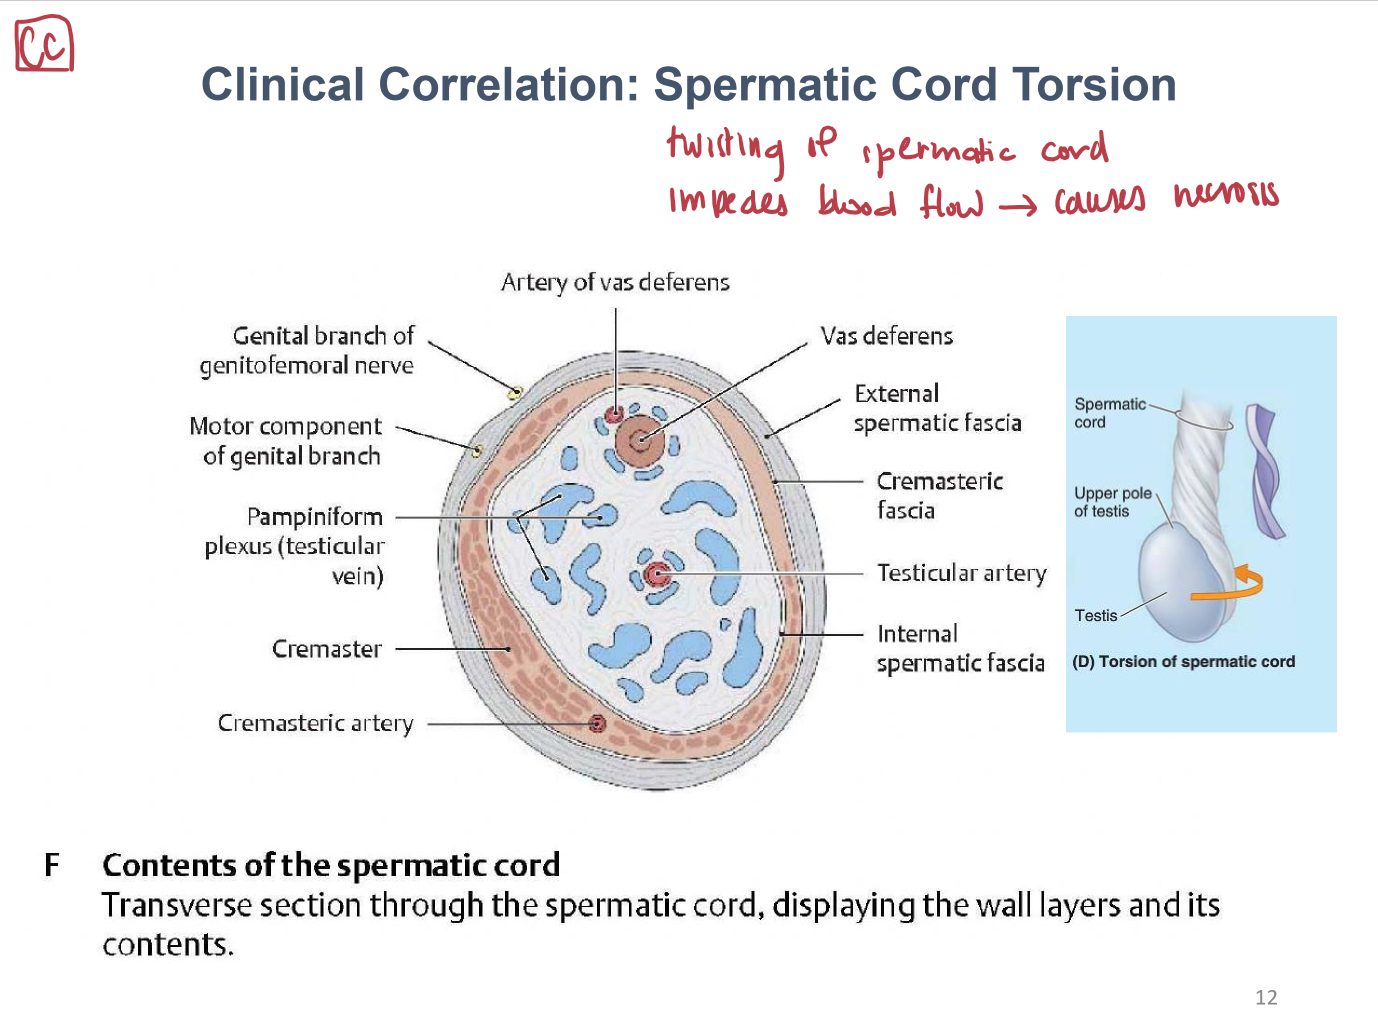 CC
Clinical Correlation: Spermatic Cord Torsion
twisting of spermatic cord
impedes blood flow → causes necrosis
Artery of vas deferens
Genital branch of
genitofemoral nerve
Motor component
of genital branch
Pampiniform
plexus (testicular
vein)
Cremaster
Cremasteric artery
Vas deferens
External
spermatic fascia
Cremasteric
fascia
Testicular artery
Internal
spermatic fascia
Spermatic
cord
Upper pole
of testis
Testis
(D) Torsion of spermatic cord
F Contents of the spermatic cord
Transverse section through the spermatic cord, displaying the wall layers and its
contents.
12